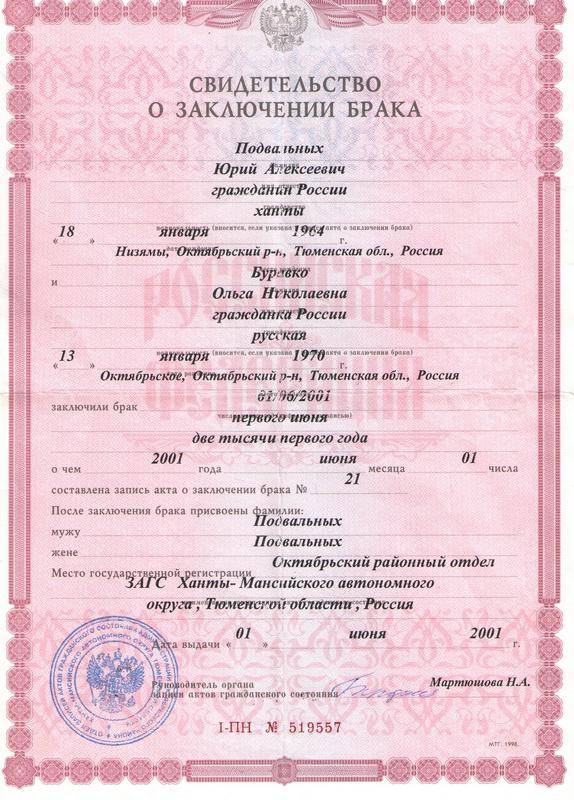 СВИДЕТЕЛЬСТВО
О ЗАКЛЮЧЕНИИ БРАКА
Подвальных
Юрий Алексеевич
гражданин России
ханты
(вносится, если указана в записи акта о заключении брака)
« 18 » января 1964 г.
Низямы, Октябрьский р-н, Тюменская обл., Россия
РОССИЙСКАЯ
и
Ольга Николаевна
гражданка России
русская
(вносится, если указана в записи акта о заключении брака)
« 13 » января 1970 г.
Октябрьское, Октябрьский р-н, Тюменская обл., Россия
ФЕДЕРАЦИЯ
заключили брак 01/06/2001
первого июня
две тысячи первого года
о чем 2001 года июня месяца 01 числа
составлена запись акта о заключении брака № 21
После заключения брака присвоены фамилии:
мужу Подвальных
жене Подвальных
Место государственной регистрации Октябрьский районный отдел
ЗАГС Ханты- Мансийского автономного
округа , Тюменской области , Россия
Дата выдачи « 01 » июня 2001 г.
Руководитель органа
записи актов гражданского состояния Мартюшова Н.А.
I-ПН № 519557
МТГ. 1998.